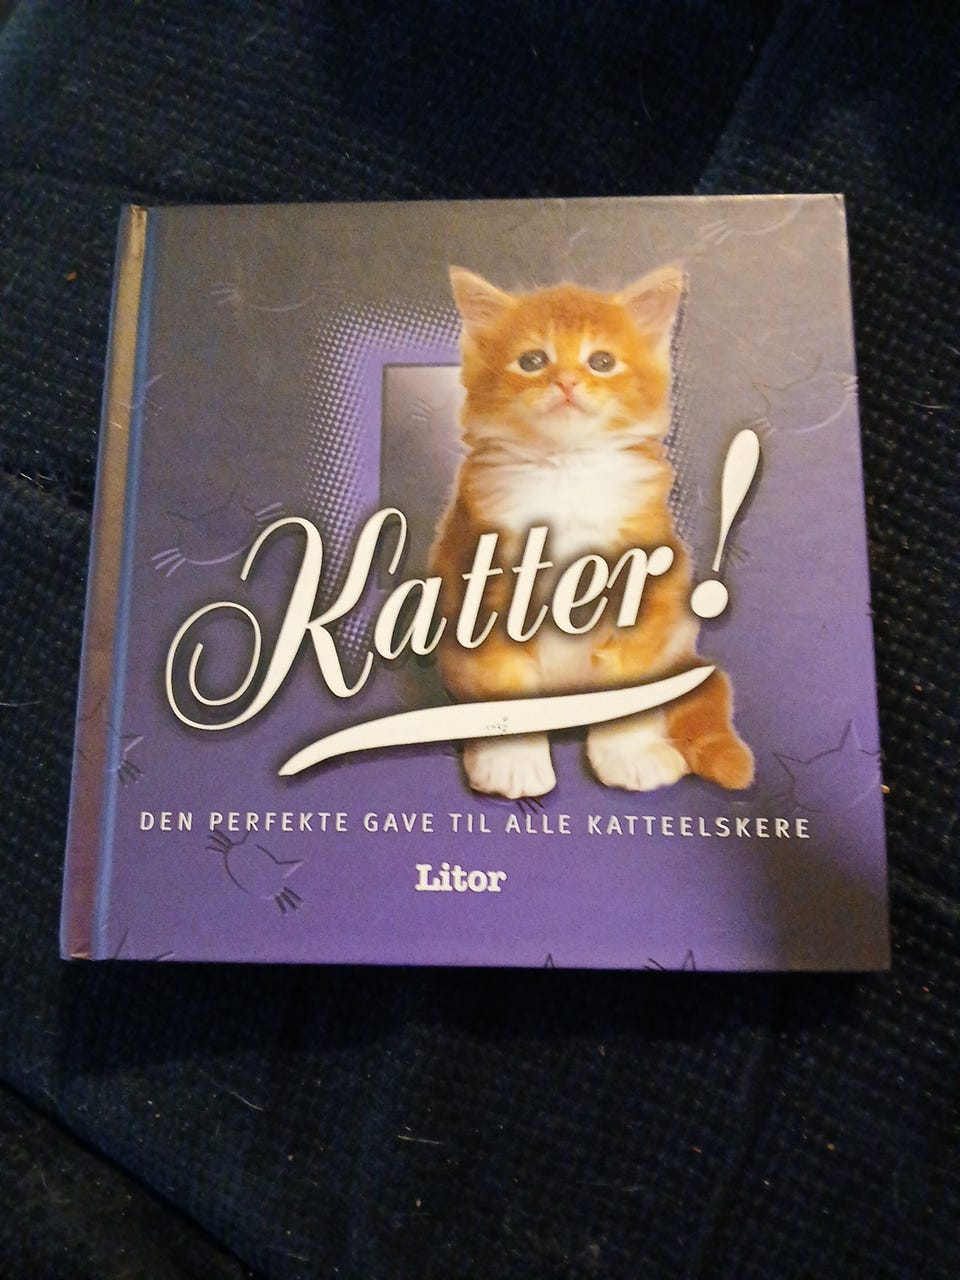 Katter!
DEN PERFEKTE GAVE TIL ALLE KATTEELSKERE
Litor